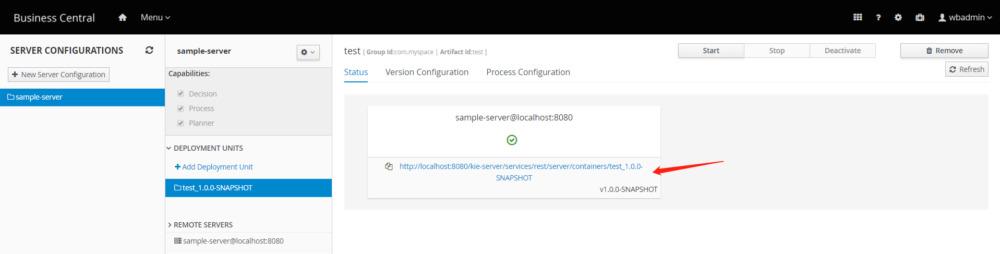 Business Central
Menu
?
wbadmin
SERVER CONFIGURATIONS
New Server Configuration
sample-server
sample-server
Capabilities:
Decision
Process
Planner
DEPLOYMENT UNITS
Add Deployment Unit
test_1.0.0-SNAPSHOT
REMOTE SERVERS
sample-server@localhost:8080
test [ Group Id:com.myspace | Artifact Id:test ]
Start
Stop
Deactivate
Remove
Status
Version Configuration
Process Configuration
Refresh
sample-server@localhost:8080
http://localhost:8080/kie-server/services/rest/server/containers/test_1.0.0-
SNAPSHOT
v1.0.0-SNAPSHOT